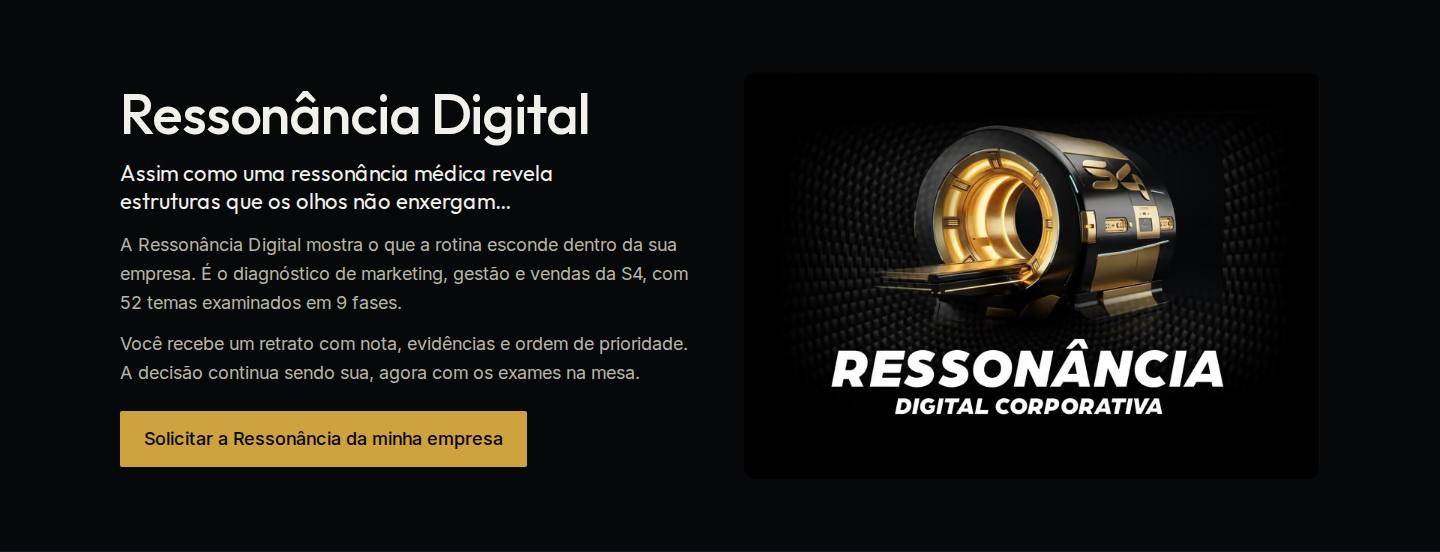 Ressonância Digital
Assim como uma ressonância médica revela
estruturas que os olhos não enxergam...
A Ressonância Digital mostra o que a rotina esconde dentro da sua
empresa. É o diagnóstico de marketing, gestão e vendas da S4, com
52 temas examinados em 9 fases.
Você recebe um retrato com nota, evidências e ordem de prioridade.
A decisão continua sendo sua, agora com os exames na mesa.
Solicitar a Ressonância da minha empresa
S4
RESSONÂNCIA
DIGITAL CORPORATIVA